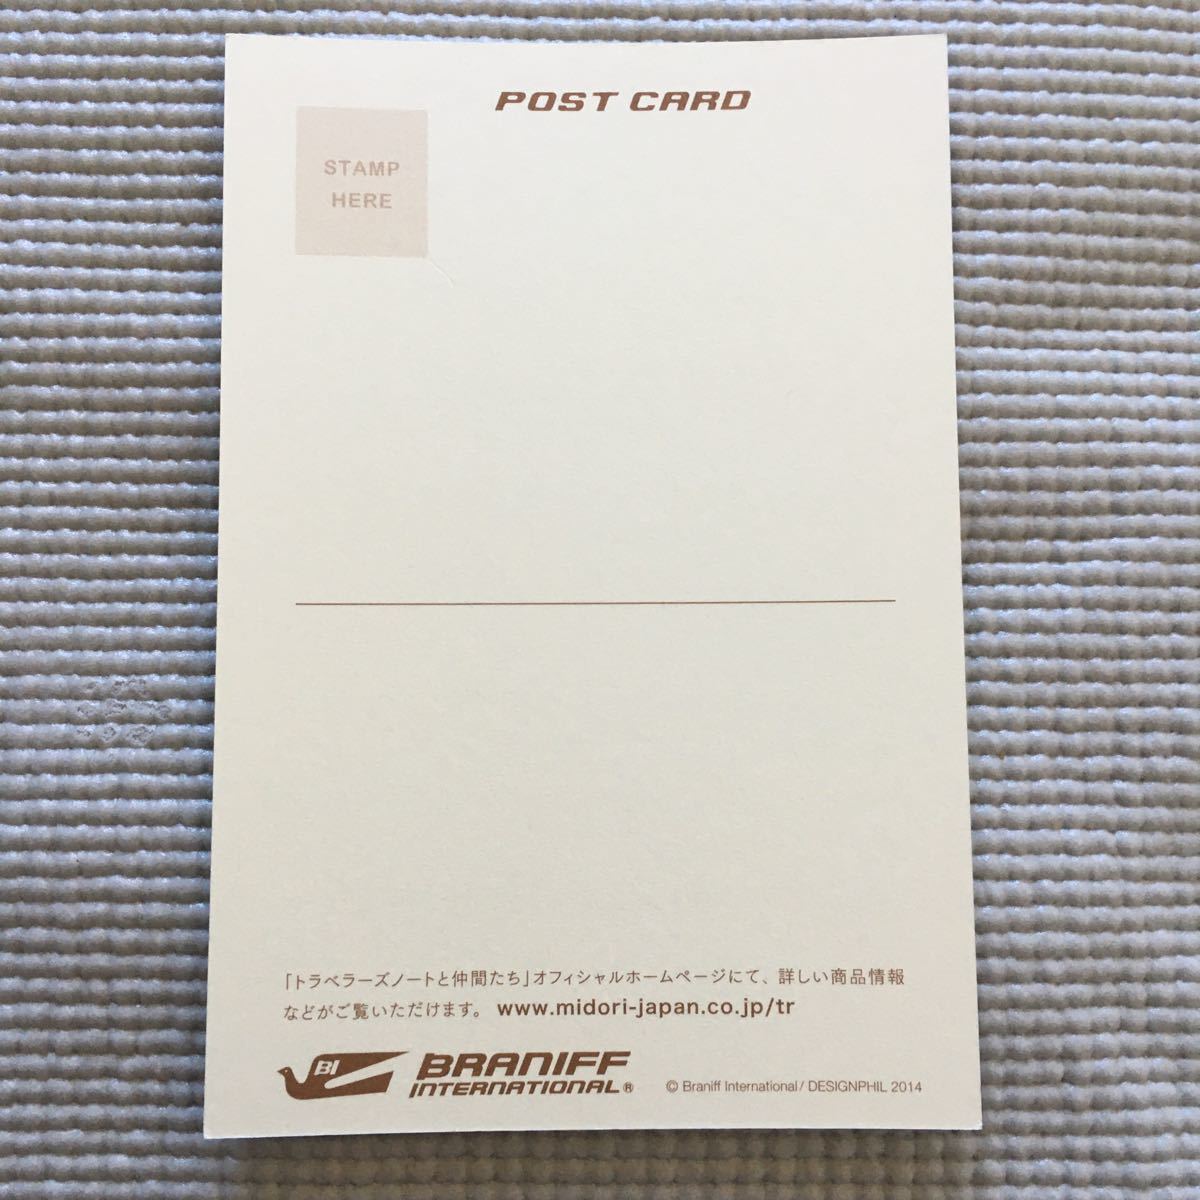 POST CARD
STAMP
HERE
「トラベラーズノートと仲間たち」オフィシャルホームページにて、詳しい商品情報
などがご覧いただけます。 www.midori-japan.co.jp/tr
BI
BRANIFF
INTERNATIONAL®
© Braniff International / DESIGNPHIL 2014